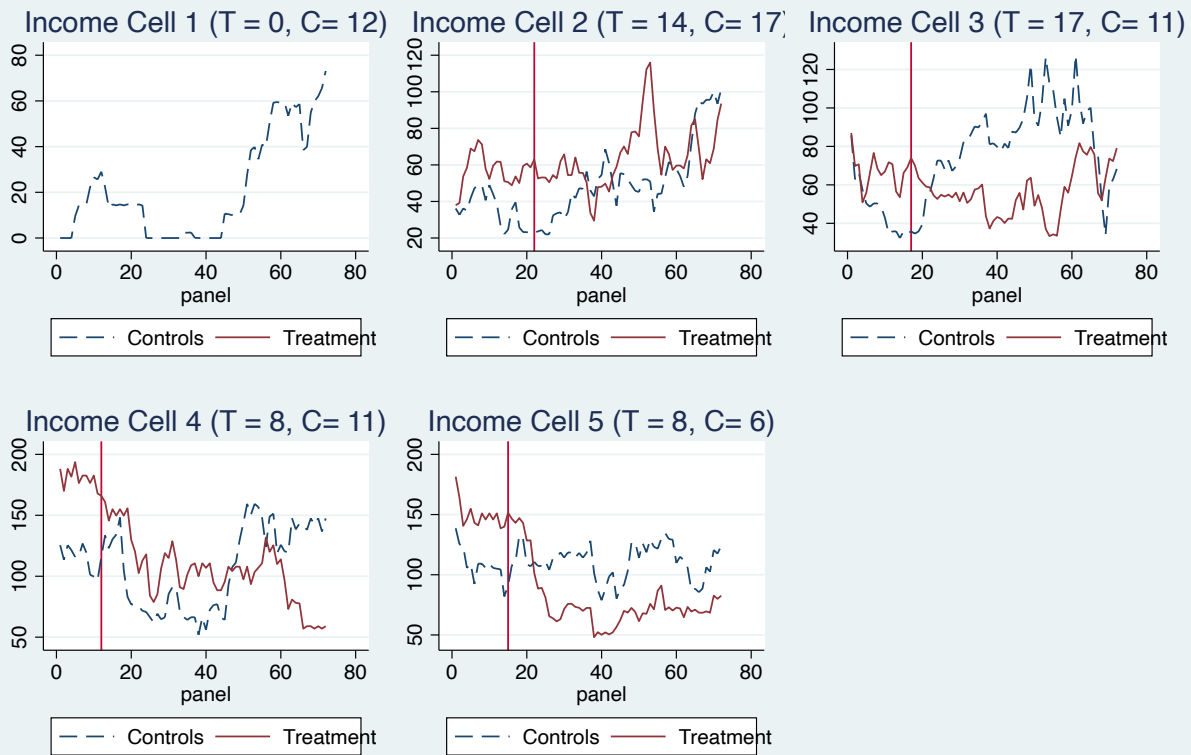 Income Cell 1 (T = 0, C= 12)
80
60
40
20
0
0 20 40 60 80
panel
Controls Treatment
Income Cell 2 (T = 14, C= 17)
120
100
80
60
40
20
0 20 40 60 80
panel
Controls Treatment
Income Cell 3 (T = 17, C= 11)
120
100
80
60
40
0 20 40 60 80
panel
Controls Treatment
Income Cell 4 (T = 8, C= 11)
200
150
100
50
0 20 40 60 80
panel
Controls Treatment
Income Cell 5 (T = 8, C= 6)
200
150
100
50
0 20 40 60 80
panel
Controls Treatment